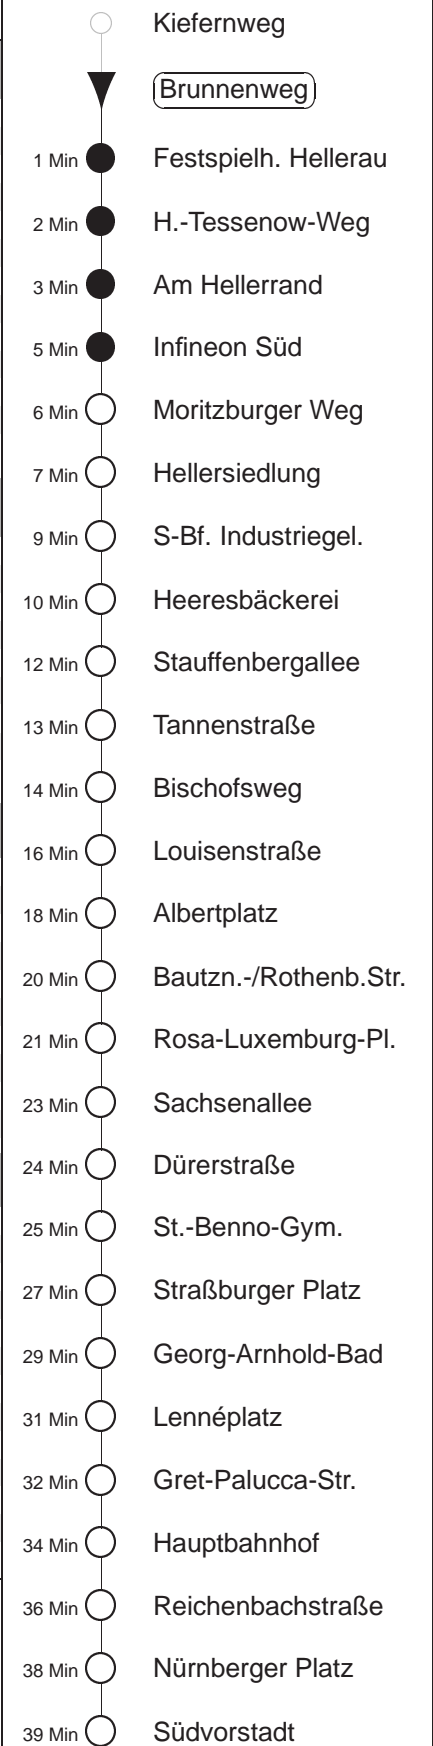 Kiefernweg
Brunnenweg
1 Min Festspielh. Hellerau
2 Min H.-Tessenow-Weg
3 Min Am Hellerrand
5 Min Infineon Süd
6 Min Moritzburger Weg
7 Min Hellersiedlung
9 Min S-Bf. Industriegel.
10 Min Heeresbäckerei
12 Min Stauffenbergallee
13 Min Tannenstraße
14 Min Bischofsweg
16 Min Louisenstraße
18 Min Albertplatz
20 Min Bautzn.-/Rothenb.Str.
21 Min Rosa-Luxemburg-Pl.
23 Min Sachsenallee
24 Min Dürerstraße
25 Min St.-Benno-Gym.
27 Min Straßburger Platz
29 Min Georg-Arnhold-Bad
31 Min Lennéplatz
32 Min Gret-Palucca-Str.
34 Min Hauptbahnhof
36 Min Reichenbachstraße
38 Min Nürnberger Platz
39 Min Südvorstadt